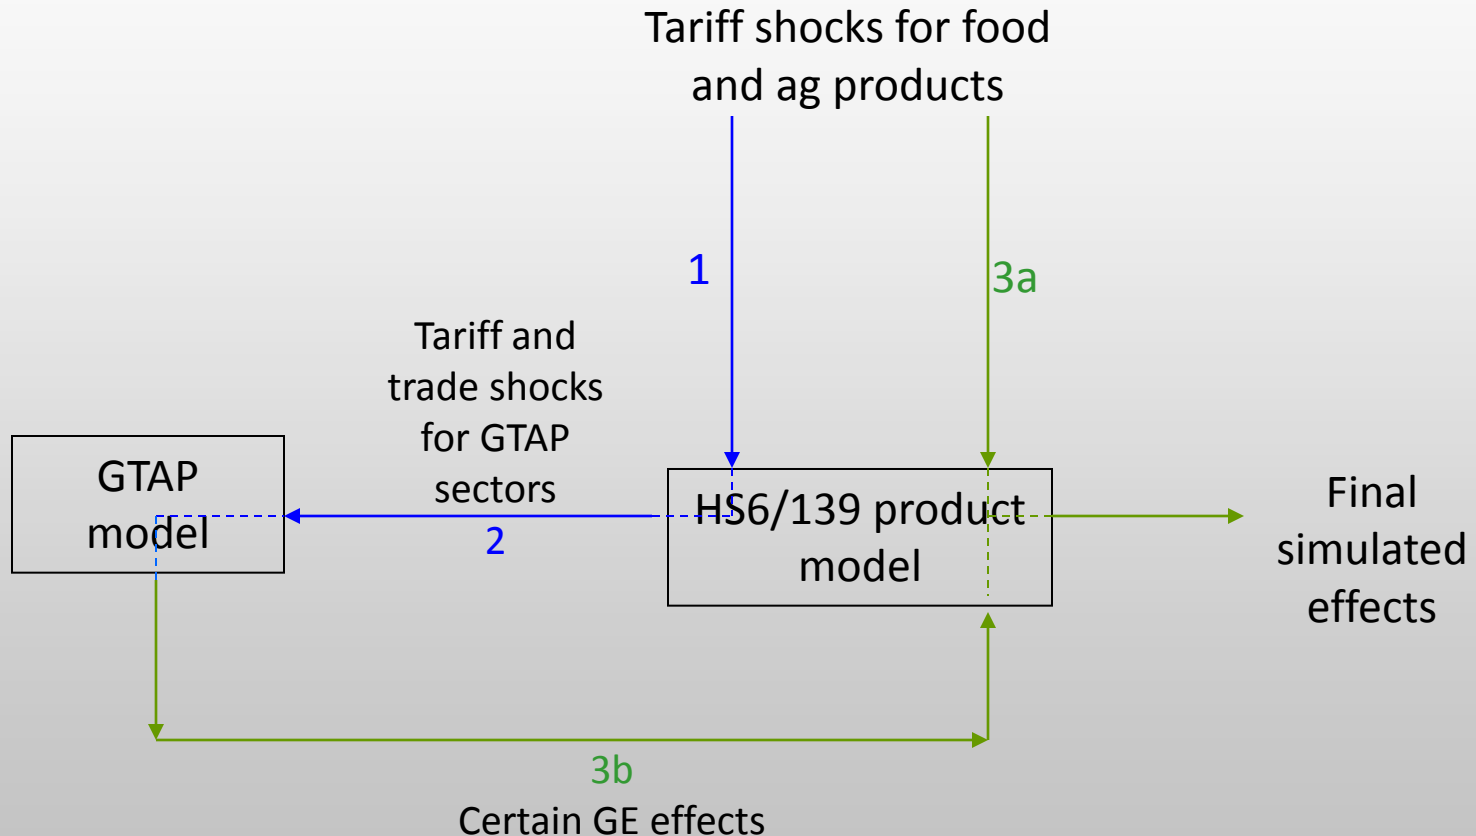 Tariff shocks for food
and ag products
1
3a
Tariff and
trade shocks
for GTAP
sectors
2
GTAP
model
HS6/139 product
model
Final
simulated
effects
3b
Certain GE effects